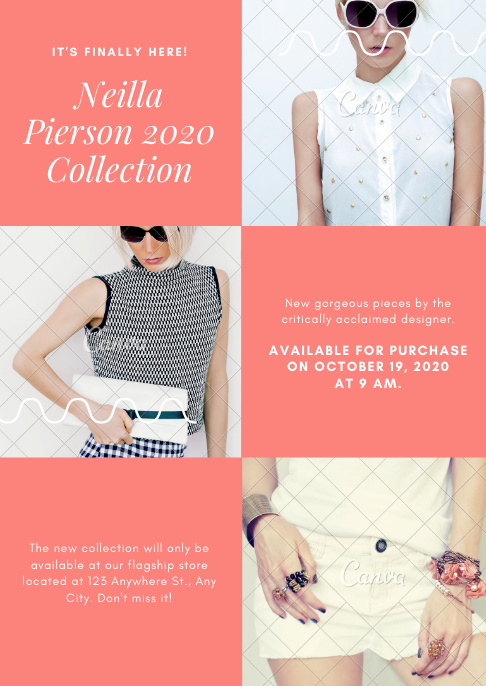 IT'S FINALLY HERE!
Neilla
Pierson 2020
Collection
Canva
Canva
New gorgeous pieces by the
critically acclaimed designer.
AVAILABLE FOR PURCHASE
ON OCTOBER 19, 2020
AT 9 AM.
The new collection will only be
available at our flagship store
located at 123 Anywhere St., Any
City. Don't miss it!
Canva